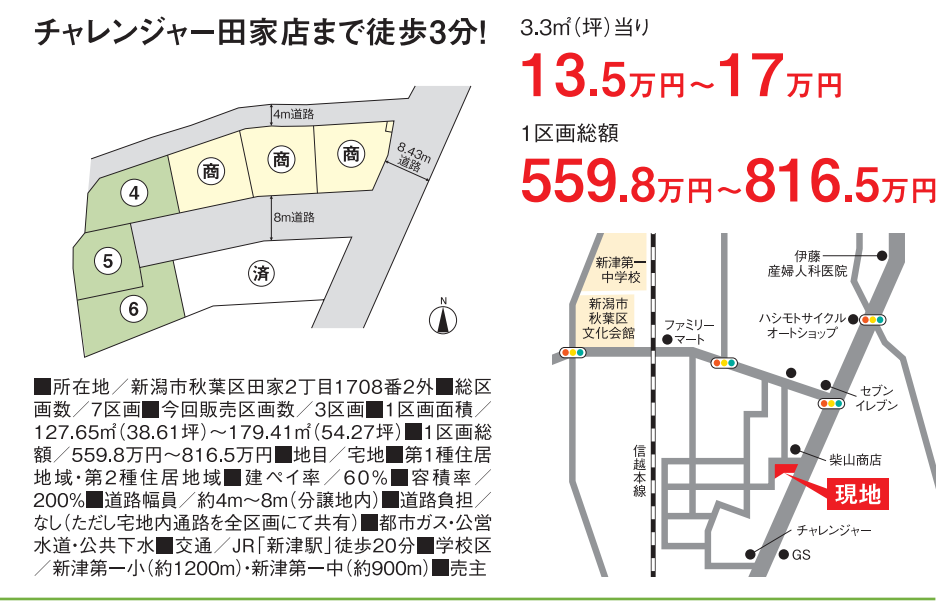 チャレンジャー田家店まで徒歩3分!
3.3㎡(坪)当り
13.5万円～17万円
1区画総額
559.8万円～816.5万円
4m道路
商
商
商
8.43m
道路
4
8m道路
5
済
6
N
新津第一
中学校
新潟市
秋葉区
文化会館
ファミリー
マート
伊藤
産婦人科医院
ハシモトサイクル
オートショップ
セブン
イレブン
信越本線
柴山商店
現地
チャレンジャー
GS
■所在地／新潟市秋葉区田家2丁目1708番2外■総区
画数／7区画■今回販売区画数／3区画■1区画面積／
127.65㎡(38.61坪)～179.41㎡(54.27坪)■1区画総
額／559.8万円～816.5万円■地目／宅地■第1種住居
地域・第2種住居地域■建ペイ率／60%■容積率／
200%■道路幅員／約4m～8m(分譲地内)■道路負担／
なし(ただし宅地内通路を全区画にて共有)■都市ガス・公営
水道・公共下水■交通／JR「新津駅」徒歩20分■学校区
／新津第一小(約1200m)・新津第一中(約900m)■売主